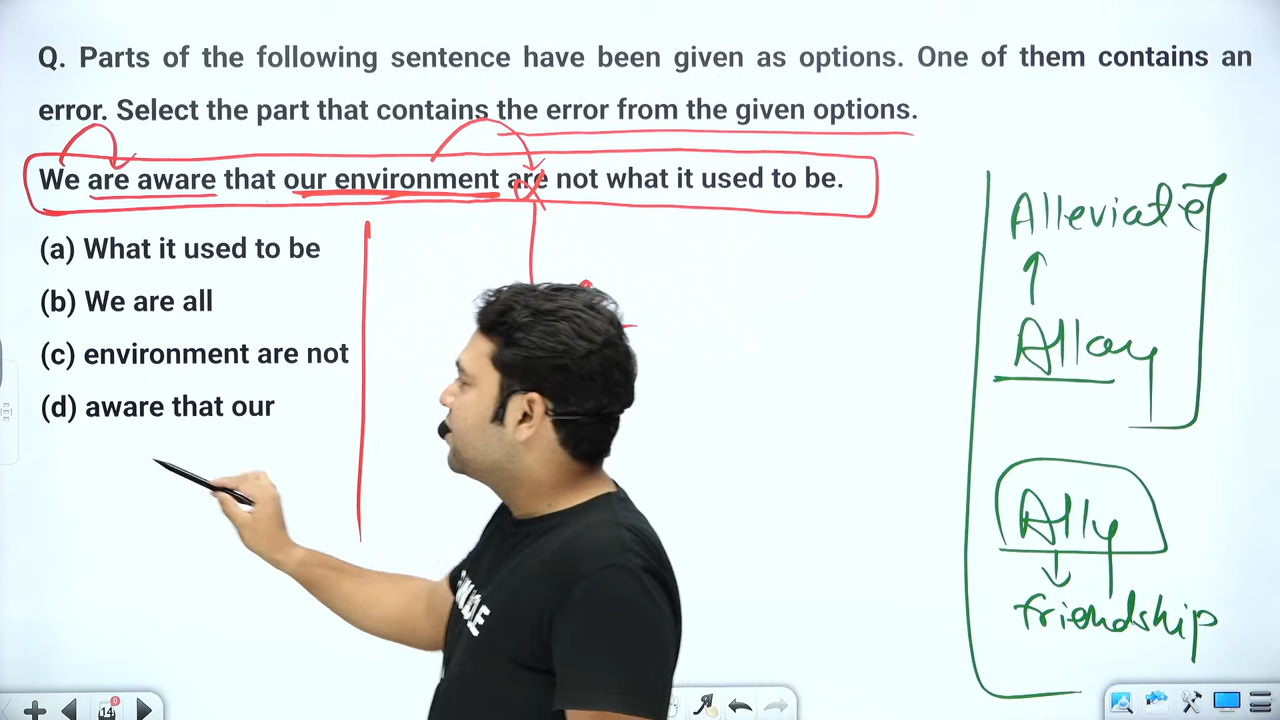 Q. Parts of the following sentence have been given as options. One of them contains an
error. Select the part that contains the error from the given options.
We are aware that our environment are not what it used to be.
(a) What it used to be
(b) We are all
(c) environment are not
(d) aware that our
Alleviate
Allay
Ally
friendship
14
0